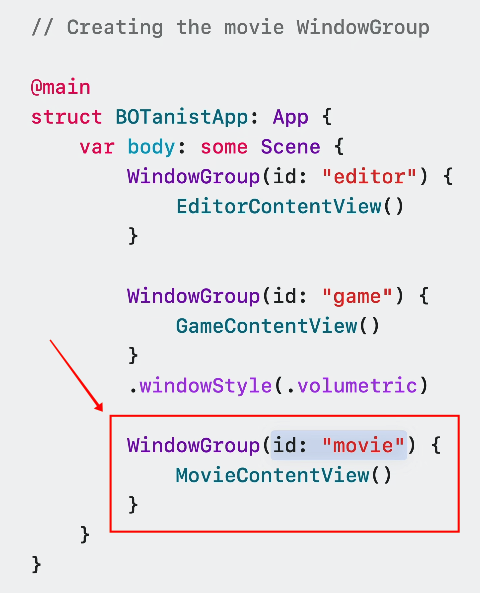 // Creating the movie WindowGroup
@main
struct BOTanistApp: App {
var body: some Scene {
WindowGroup(id: "editor") {
EditorContentView()
}
WindowGroup(id: "game") {
GameContentView()
}
.windowStyle(.volumetric)
WindowGroup(id: "movie") {
MovieContentView()
}
}
}